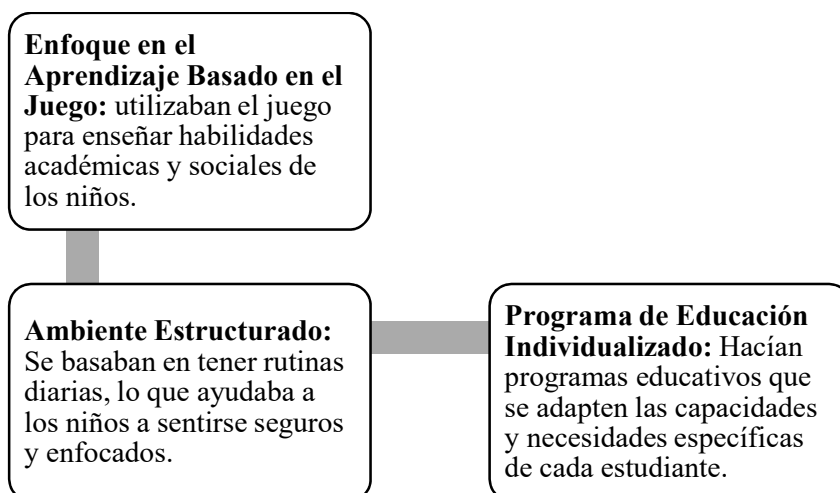 Enfoque en el
Aprendizaje Basado en el
Juego: utilizaban el juego
para enseñar habilidades
académicas y sociales de
los niños.
Ambiente Estructurado:
Se basaban en tener rutinas
diarias, lo que ayudaba a
los niños a sentirse seguros
y enfocados.
Programa de Educación
Individualizado: Hacían
programas educativos que
se adapten las capacidades
y necesidades específicas
de cada estudiante.